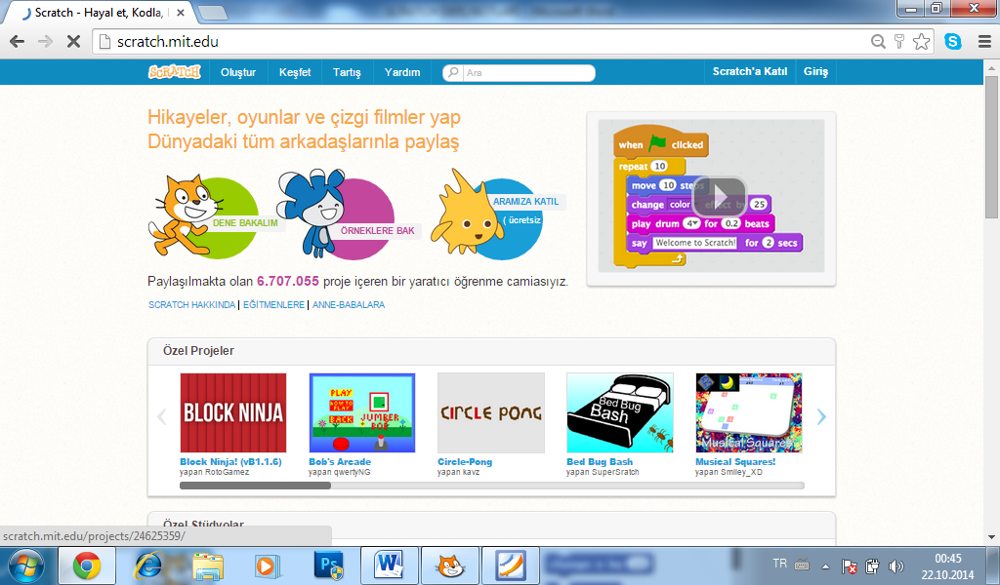 Scratch - Hayal et, Kodla,
scratch.mit.edu
SCRATCH
Oluştur Keşfet Tartış Yardım Ara Scratch'a Katıl Giriş
Hikayeler, oyunlar ve çizgi filmler yap
Dünyadaki tüm arkadaşlarınla paylaş
DENE BAKALIM
ÖRNEKLERE BAK
ARAMIZA KATIL
( ücretsiz
when clicked
repeat 10
move 10 steps
change color effect by 25
play drum 4 for 0.2 beats
say Welcome to Scratch! for 2 secs
Paylaşılmakta olan 6.707.055 proje içeren bir yaratıcı öğrenme camiasıyız.
SCRATCH HAKKINDA | EĞİTMENLERE | ANNE-BABALARA
Özel Projeler
BLOCK NINJA
PLAY
HOW TO PLAY
BACK
JUMPER BOB
CIRCLE PONG
Bed Bug Bash
Musical Squares
Block Ninja! (vB1.1.6) Bob's Arcade Circle-Pong Bed Bug Bash Musical Squares!
yapan RotoGamez yapan qwertyNG yapan kavz yapan SuperSratch yapan Smiley_XD
Özel Stüdyolar
scratch.mit.edu/projects/24625359/
Ps
W
TR
00:45
22.10.2014